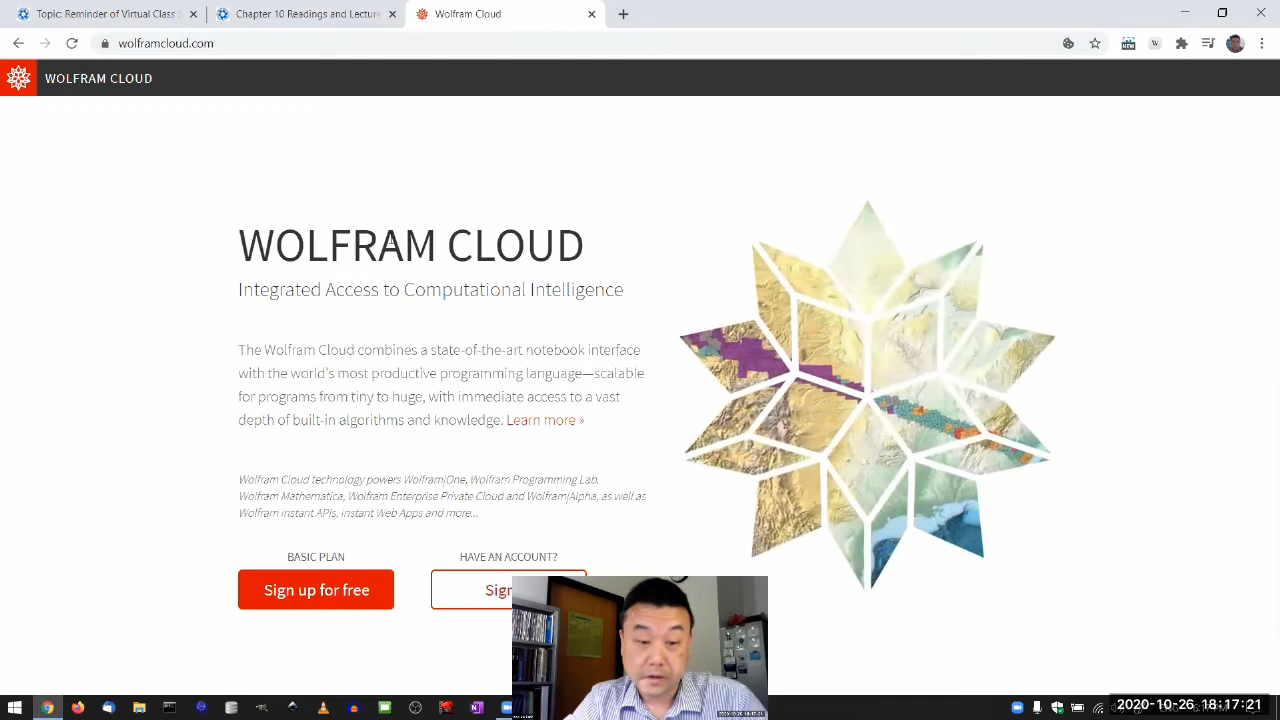 Topic: Reminder of Virtual Class S
Chapter 10 Readings and Lecture
Wolfram Cloud
wolframcloud.com
NEW
W
WOLFRAM CLOUD
WOLFRAM CLOUD
Integrated Access to Computational Intelligence
The Wolfram Cloud combines a state-of-the-art notebook interface
with the world's most productive programming language—scalable
for programs from tiny to huge, with immediate access to a vast
depth of built-in algorithms and knowledge. Learn more »
Wolfram Cloud technology powers Wolfram|One, Wolfram Programming Lab,
Wolfram Mathematica, Wolfram Enterprise Private Cloud and Wolfram|Alpha, as well as
Wolfram instant APIs, instant Web Apps and more...
BASIC PLAN
HAVE AN ACCOUNT?
Sign up for free
Sign
2020-10-26 18:17:21